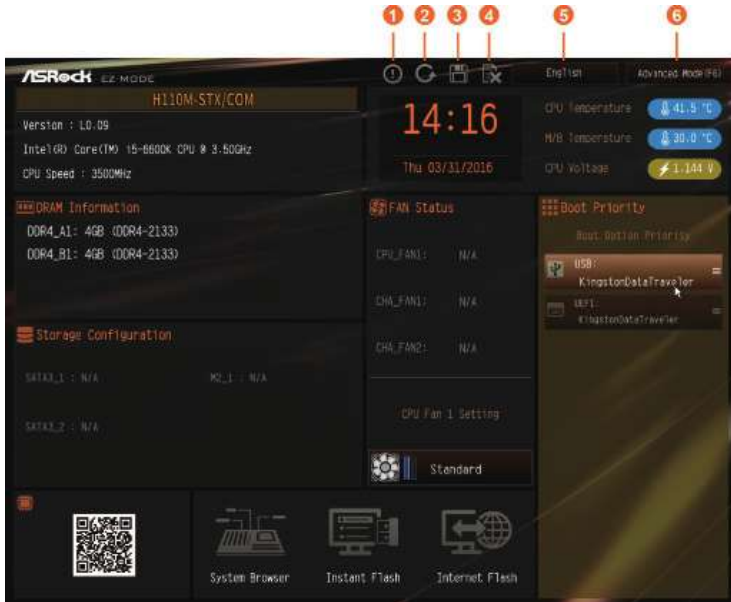 1 2 3 4 5 6
ASRock EZ MODE
English
Advanced Mode(F6)
H110M-STX/COM
Version : L0.09
Intel(R) Core(TM) i5-6600K CPU @ 3.50GHz
CPU Speed : 3500MHz
14:16
Thu 03/31/2016
CPU Temperature 41.5 °C
M/B Temperature 30.0 °C
CPU Voltage 1.144 V
DRAM Information
DDR4_A1: 4GB (DDR4-2133)
DDR4_B1: 4GB (DDR4-2133)
FAN Status
CPU_FAN1: N/A
CHA_FAN1: N/A
CHA_FAN2: N/A
Boot Priority
Boot Option Priority
USB:
KingstonDataTraveler
UEFI:
KingstonDataTraveler
Storage Configuration
SATA3_1 : N/A M2_1 : N/A
SATA3_2 : N/A
CPU Fan 1 Setting
Standard
System Browser
Instant Flash
Internet Flash